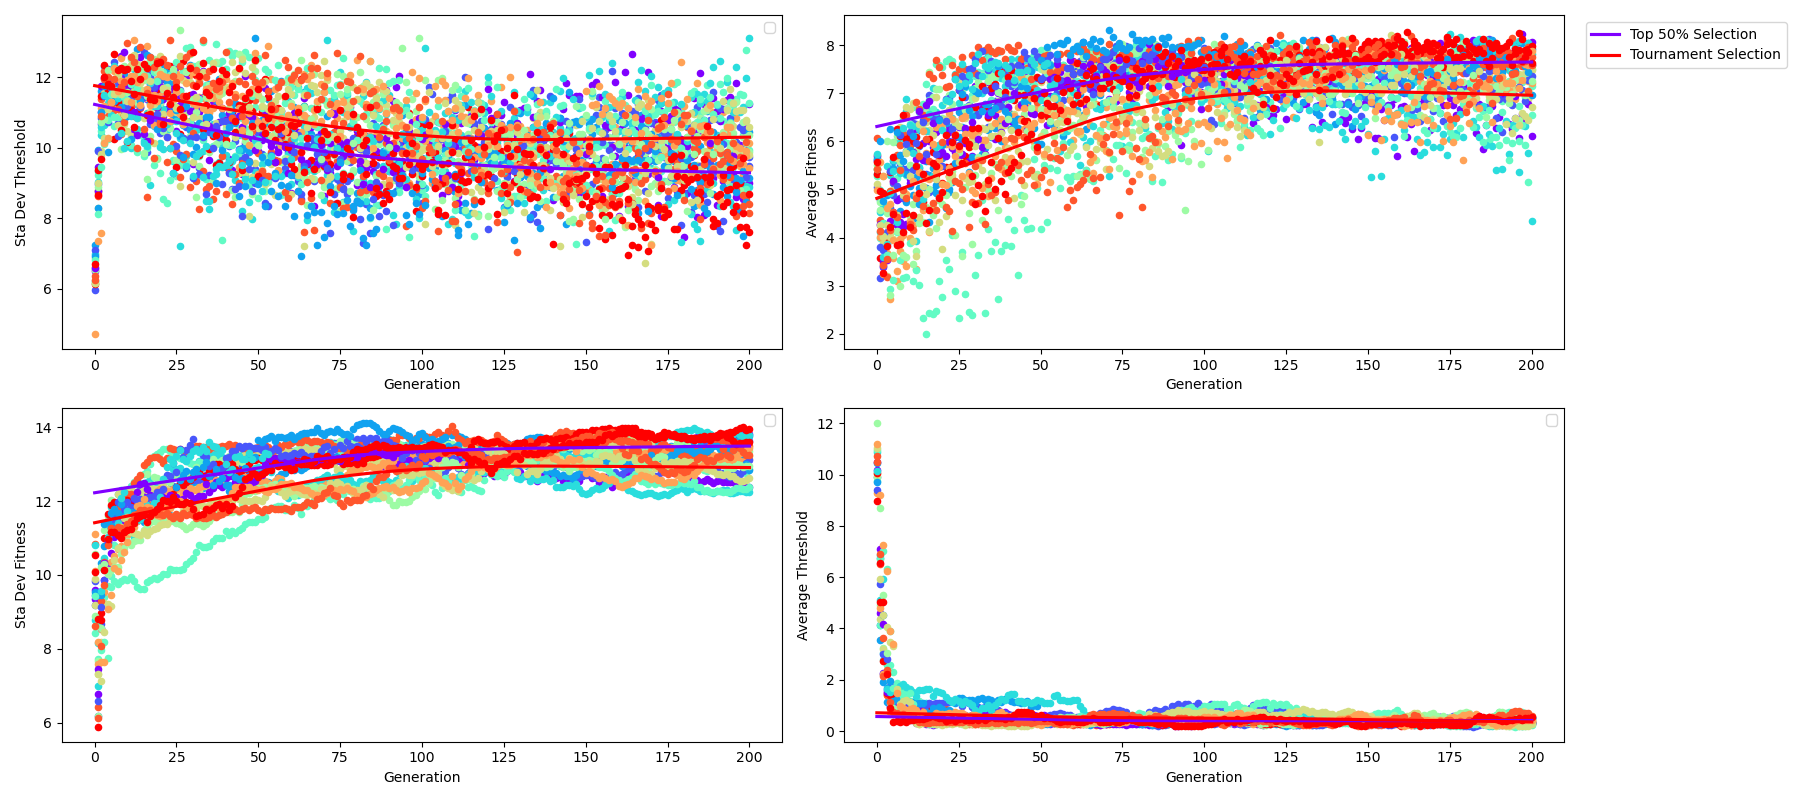 Sta Dev Threshold
12
10
8
6
0 25 50 75 100 125 150 175 200
Generation
Average Fitness
8
7
6
5
4
3
2
0 25 50 75 100 125 150 175 200
Generation
Top 50% Selection
Tournament Selection
Sta Dev Fitness
14
12
10
8
6
0 25 50 75 100 125 150 175 200
Generation
Average Threshold
12
10
8
6
4
2
0
0 25 50 75 100 125 150 175 200
Generation